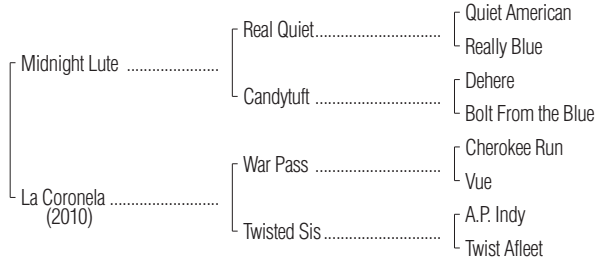 Quiet American
Real Quiet..............................
Really Blue
Midnight Lute ......................
Dehere
Candytuft ..............................
Bolt From the Blue
Cherokee Run
War Pass ..............................
Vue
La Coronela ..........................
(2010)
A.P. Indy
Twisted Sis............................
Twist Afleet